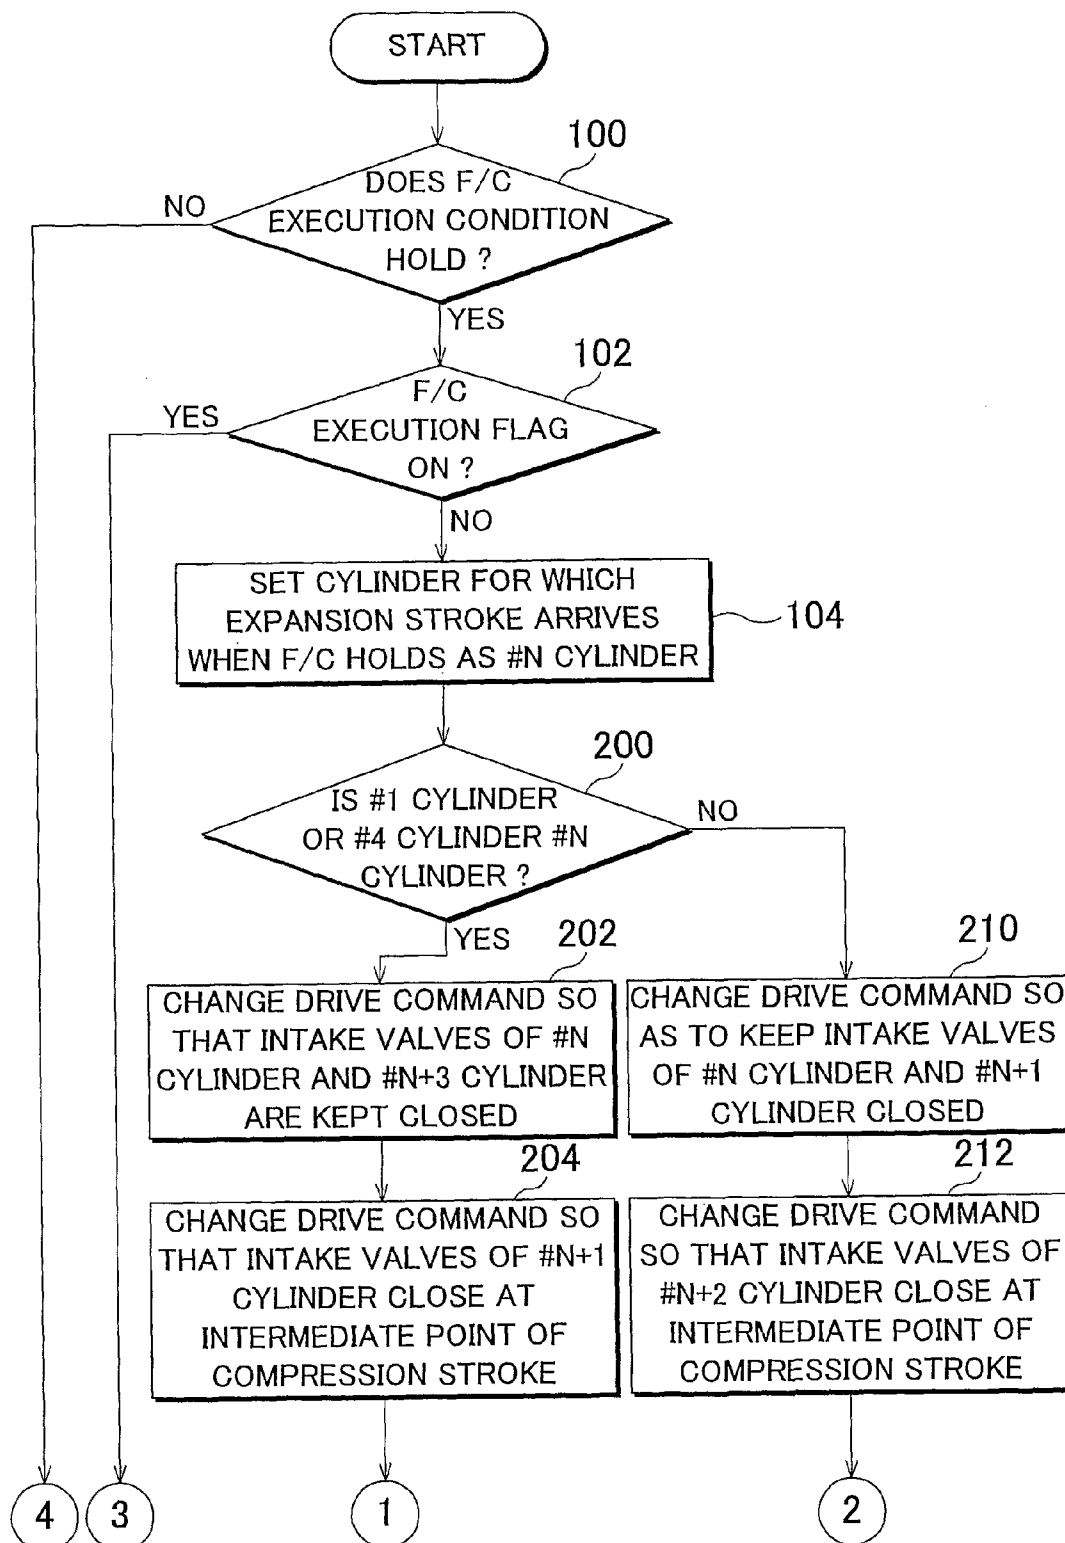 START
100
DOES F/C
EXECUTION CONDITION
HOLD ?
NO
YES
102
F/C
EXECUTION FLAG
ON ?
YES
NO
SET CYLINDER FOR WHICH
EXPANSION STROKE ARRIVES
WHEN F/C HOLDS AS #N CYLINDER
104
200
IS #1 CYLINDER
OR #4 CYLINDER #N
CYLINDER ?
NO
YES
202
CHANGE DRIVE COMMAND SO
THAT INTAKE VALVES OF #N
CYLINDER AND #N+3 CYLINDER
ARE KEPT CLOSED
210
CHANGE DRIVE COMMAND SO
AS TO KEEP INTAKE VALVES
OF #N CYLINDER AND #N+1
CYLINDER CLOSED
204
CHANGE DRIVE COMMAND SO
THAT INTAKE VALVES OF #N+1
CYLINDER CLOSE AT
INTERMEDIATE POINT OF
COMPRESSION STROKE
212
CHANGE DRIVE COMMAND
SO THAT INTAKE VALVES OF
#N+2 CYLINDER CLOSE AT
INTERMEDIATE POINT OF
COMPRESSION STROKE
4
3
1
2